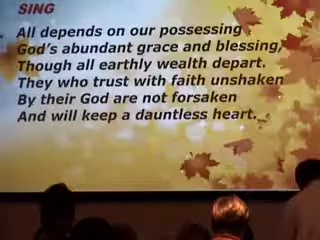 SING
All depends on our possessing
God's abundant grace and blessing,
Though all earthly wealth depart.
They who trust with faith unshaken
By their God are not forsaken
And will keep a dauntless heart.